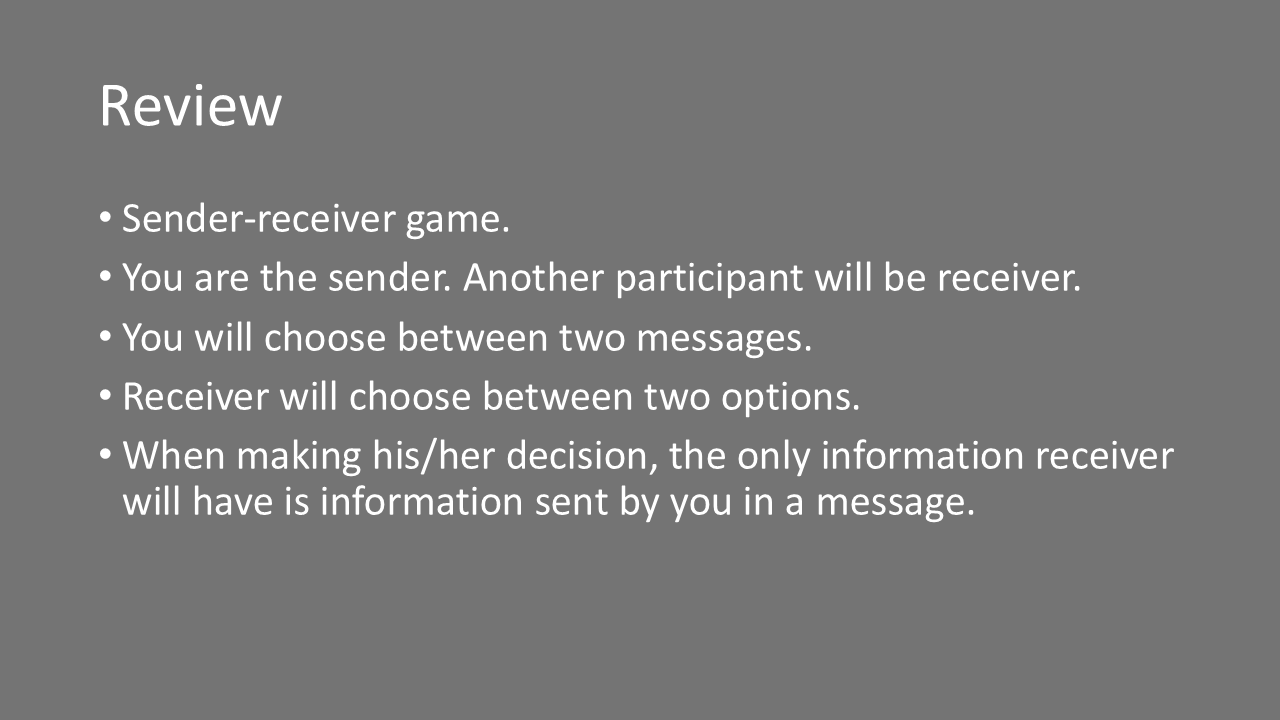 Review
• Sender-receiver game.
• You are the sender. Another participant will be receiver.
• You will choose between two messages.
• Receiver will choose between two options.
• When making his/her decision, the only information receiver
will have is information sent by you in a message.